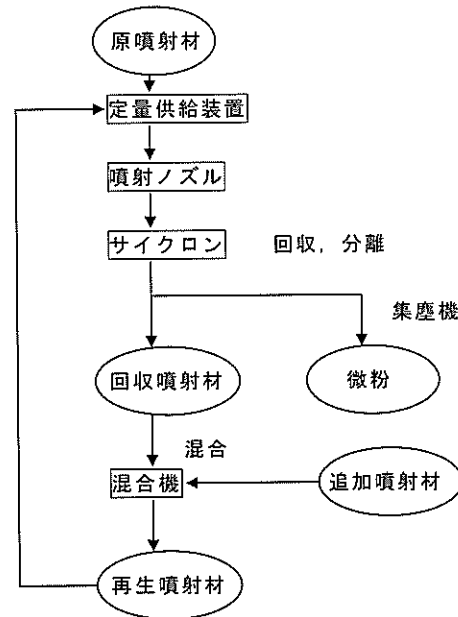 原噴射材
定量供給装置
噴射ノズル
サイクロン
回収，分離
集塵機
回収噴射材
微粉
混合
混合機
追加噴射材
再生噴射材